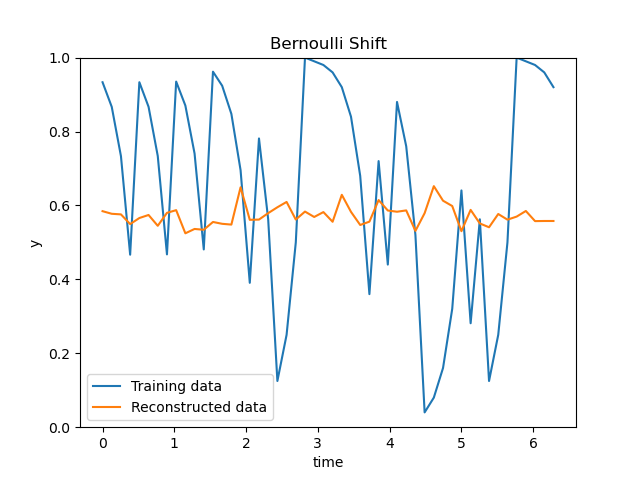 Bernoulli Shift
1.0
0.8
0.6
0.4
0.2
0.0
y
Training data
Reconstructed data
0 1 2 3 4 5 6
time